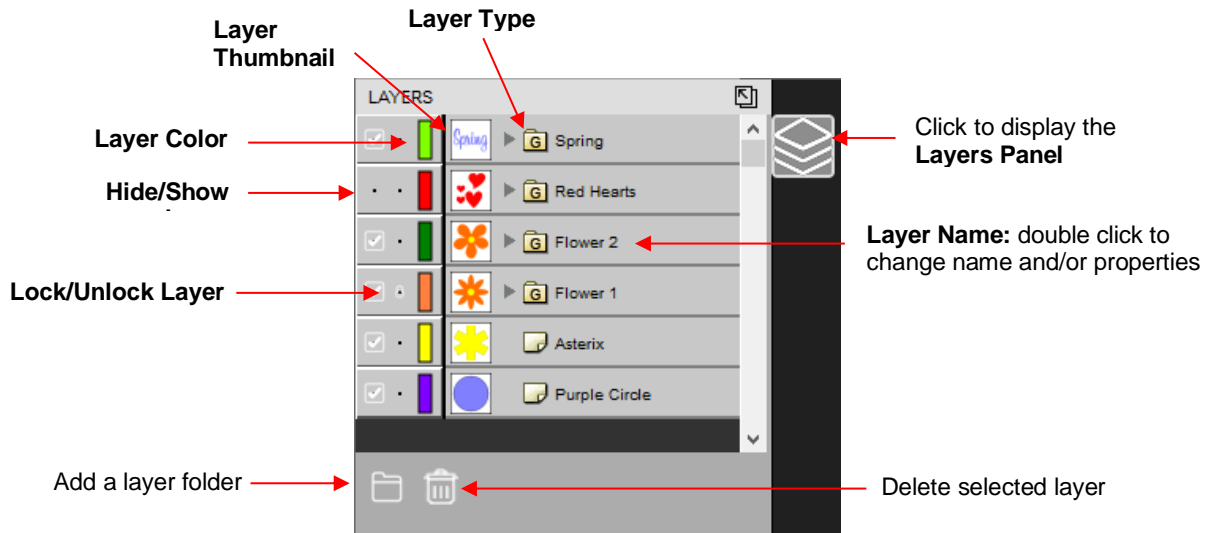 Layer Type
Layer
Thumbnail
LAYERS
Layer Color
Spring
G
Spring
Click to display the
Layers Panel
Hide/Show
G
Red Hearts
G
Flower 2
Layer Name: double click to
change name and/or properties
Lock/Unlock Layer
G
Flower 1
Asterix
Purple Circle
Add a layer folder
Delete selected layer